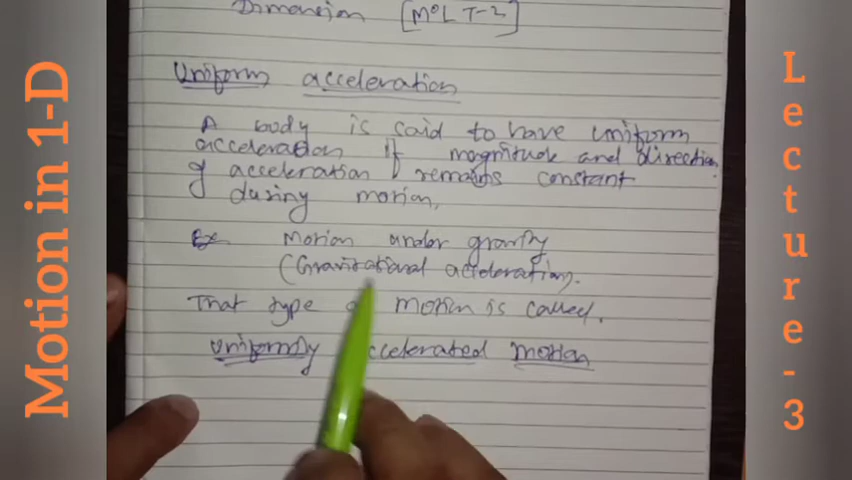 Motion in 1-D
Dimension [M°L T-2]
Uniform acceleration
A body is said to have uniform
acceleration if magnitude and direction
of acceleration remains constant
during motion,
Ex Motion under gravity
(Gravitational acceleration.
That type motion is called.
Uniformly accelerated motion
Lecture-3